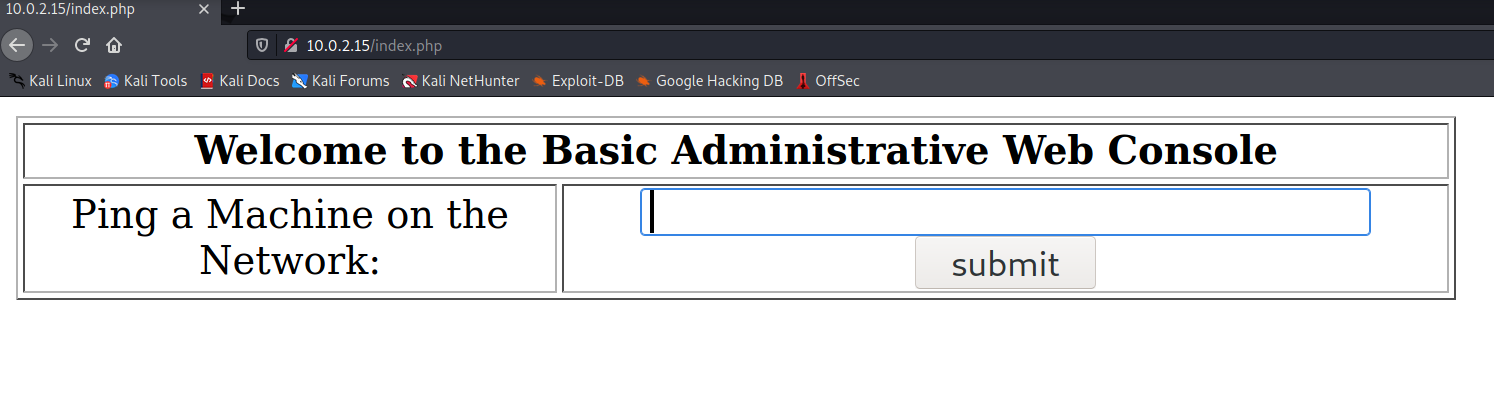 10.0.2.15/index.php
10.0.2.15/index.php
Kali Linux Kali Tools Kali Docs Kali Forums Kali NetHunter Exploit-DB Google Hacking DB OffSec
Welcome to the Basic Administrative Web Console
Ping a Machine on the
Network:
submit